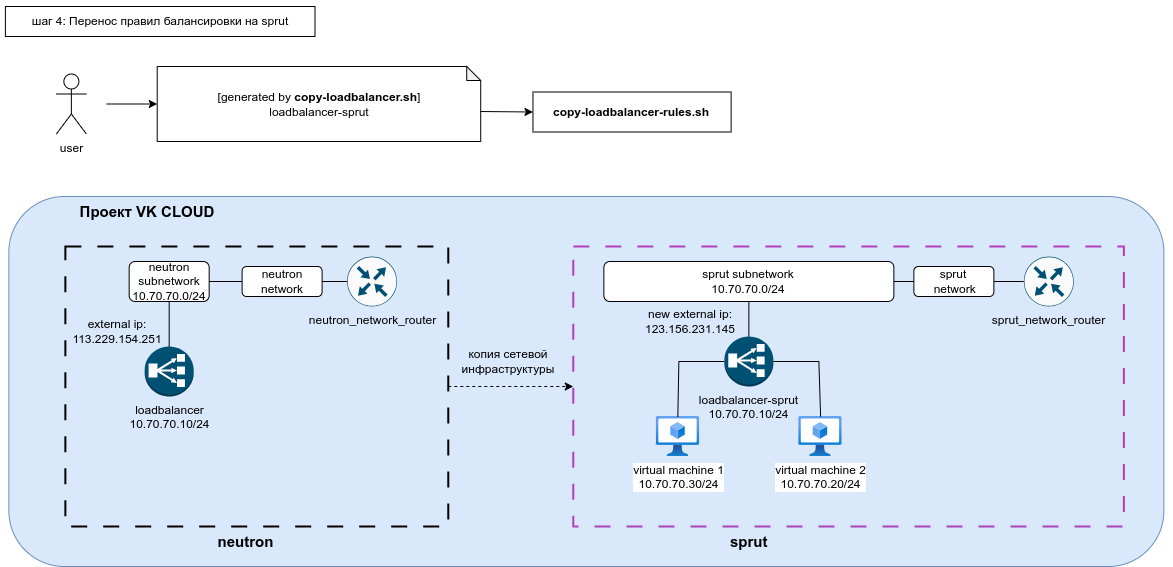 шаг 4: Перенос правил балансировки на sprut
[generated by copy-loadbalancer.sh]
loadbalancer-sprut
copy-loadbalancer-rules.sh
user
Проект VK CLOUD
neutron
subnetwork
10.70.70.0/24
neutron
network
neutron_network_router
external ip:
113.229.154.251
loadbalancer
10.70.70.10/24
neutron
копия сетевой
инфраструктуры
sprut subnetwork
10.70.70.0/24
sprut
network
sprut_network_router
new external ip:
123.156.231.145
loadbalancer-sprut
10.70.70.10/24
virtual machine 1
10.70.70.30/24
virtual machine 2
10.70.70.20/24
sprut